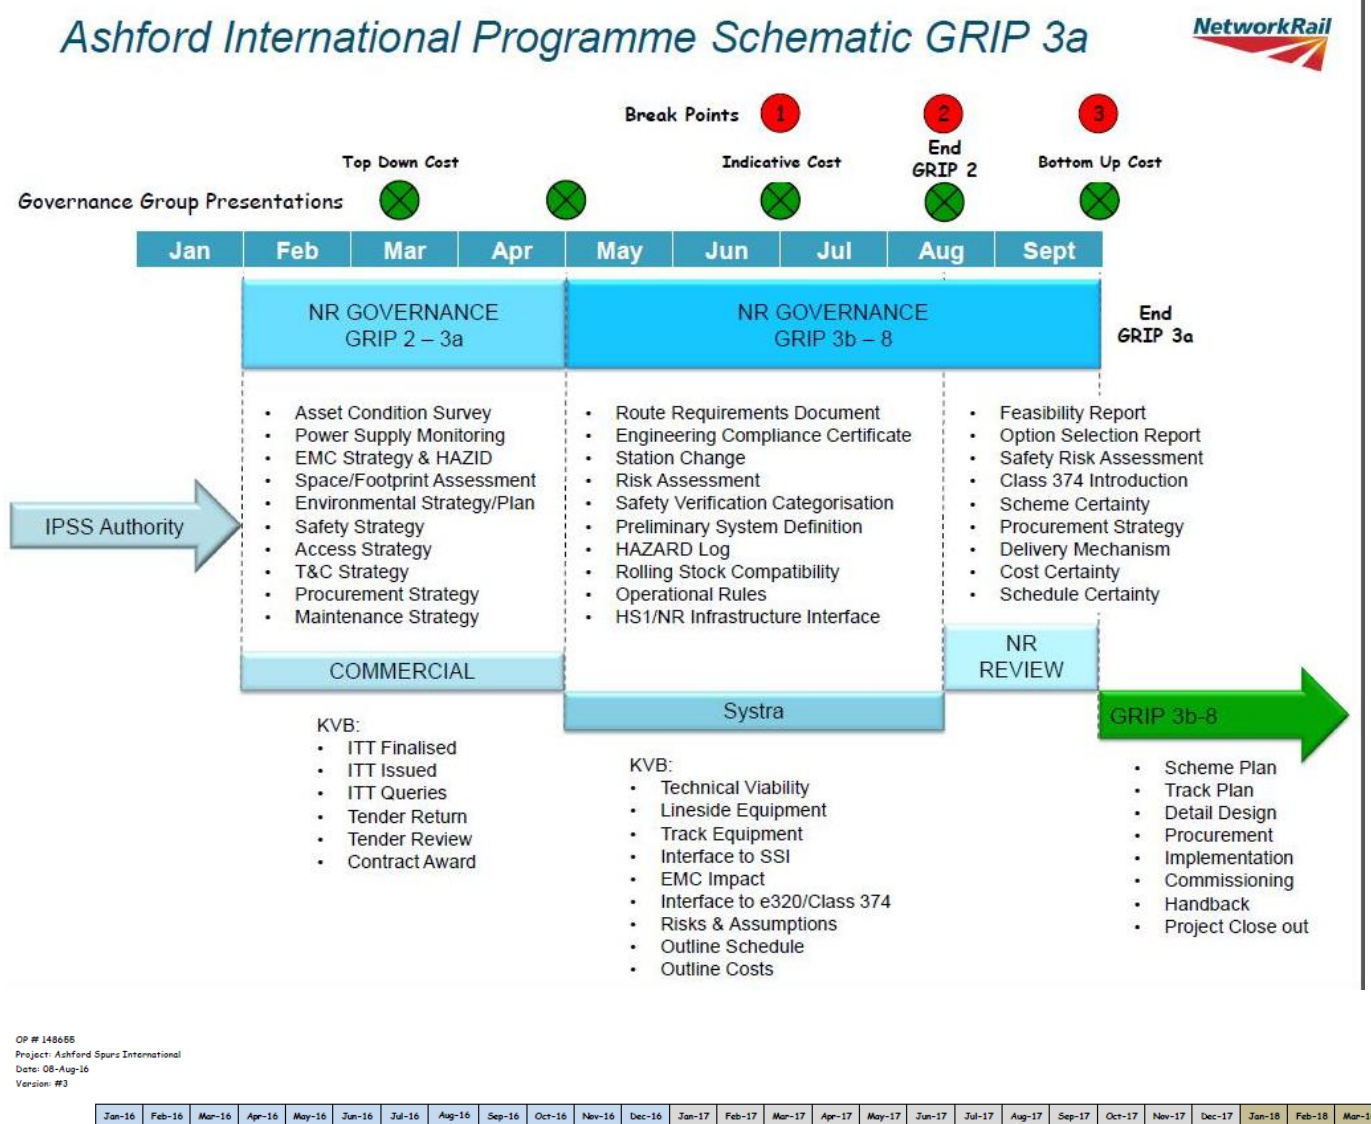 Ashford International Programme Schematic GRIP 3a
NetworkRail
Break Points 1 2 3
Top Down Cost
Indicative Cost
End
GRIP 2
Bottom Up Cost
Governance Group Presentations
Jan Feb Mar Apr May Jun Jul Aug Sept
NR GOVERNANCE
GRIP 2 – 3a
NR GOVERNANCE
GRIP 3b – 8
End
GRIP 3a
IPSS Authority
• Asset Condition Survey
• Power Supply Monitoring
• EMC Strategy & HAZID
• Space/Footprint Assessment
• Environmental Strategy/Plan
• Safety Strategy
• Access Strategy
• T&C Strategy
• Procurement Strategy
• Maintenance Strategy
• Route Requirements Document
• Engineering Compliance Certificate
• Station Change
• Risk Assessment
• Safety Verification Categorisation
• Preliminary System Definition
• HAZARD Log
• Rolling Stock Compatibility
• Operational Rules
• HS1/NR Infrastructure Interface
• Feasibility Report
• Option Selection Report
• Safety Risk Assessment
• Class 374 Introduction
• Scheme Certainty
• Procurement Strategy
• Delivery Mechanism
• Cost Certainty
• Schedule Certainty
COMMERCIAL
Systra
NR
REVIEW
GRIP 3b-8
KVB:
• ITT Finalised
• ITT Issued
• ITT Queries
• Tender Return
• Tender Review
• Contract Award
KVB:
• Technical Viability
• Lineside Equipment
• Track Equipment
• Interface to SSI
• EMC Impact
• Interface to e320/Class 374
• Risks & Assumptions
• Outline Schedule
• Outline Costs
• Scheme Plan
• Track Plan
• Detail Design
• Procurement
• Implementation
• Commissioning
• Handback
• Project Close out
OP # 148655
Project: Ashford Spurs International
Date: 08-Aug-16
Version: #3
Jan-16 Feb-16 Mar-16 Apr-16 May-16 Jun-16 Jul-16 Aug-16 Sep-16 Oct-16 Nov-16 Dec-16 Jan-17 Feb-17 Mar-17 Apr-17 May-17 Jun-17 Jul-17 Aug-17 Sep-17 Oct-17 Nov-17 Dec-17 Jan-18 Feb-18 Mar-1